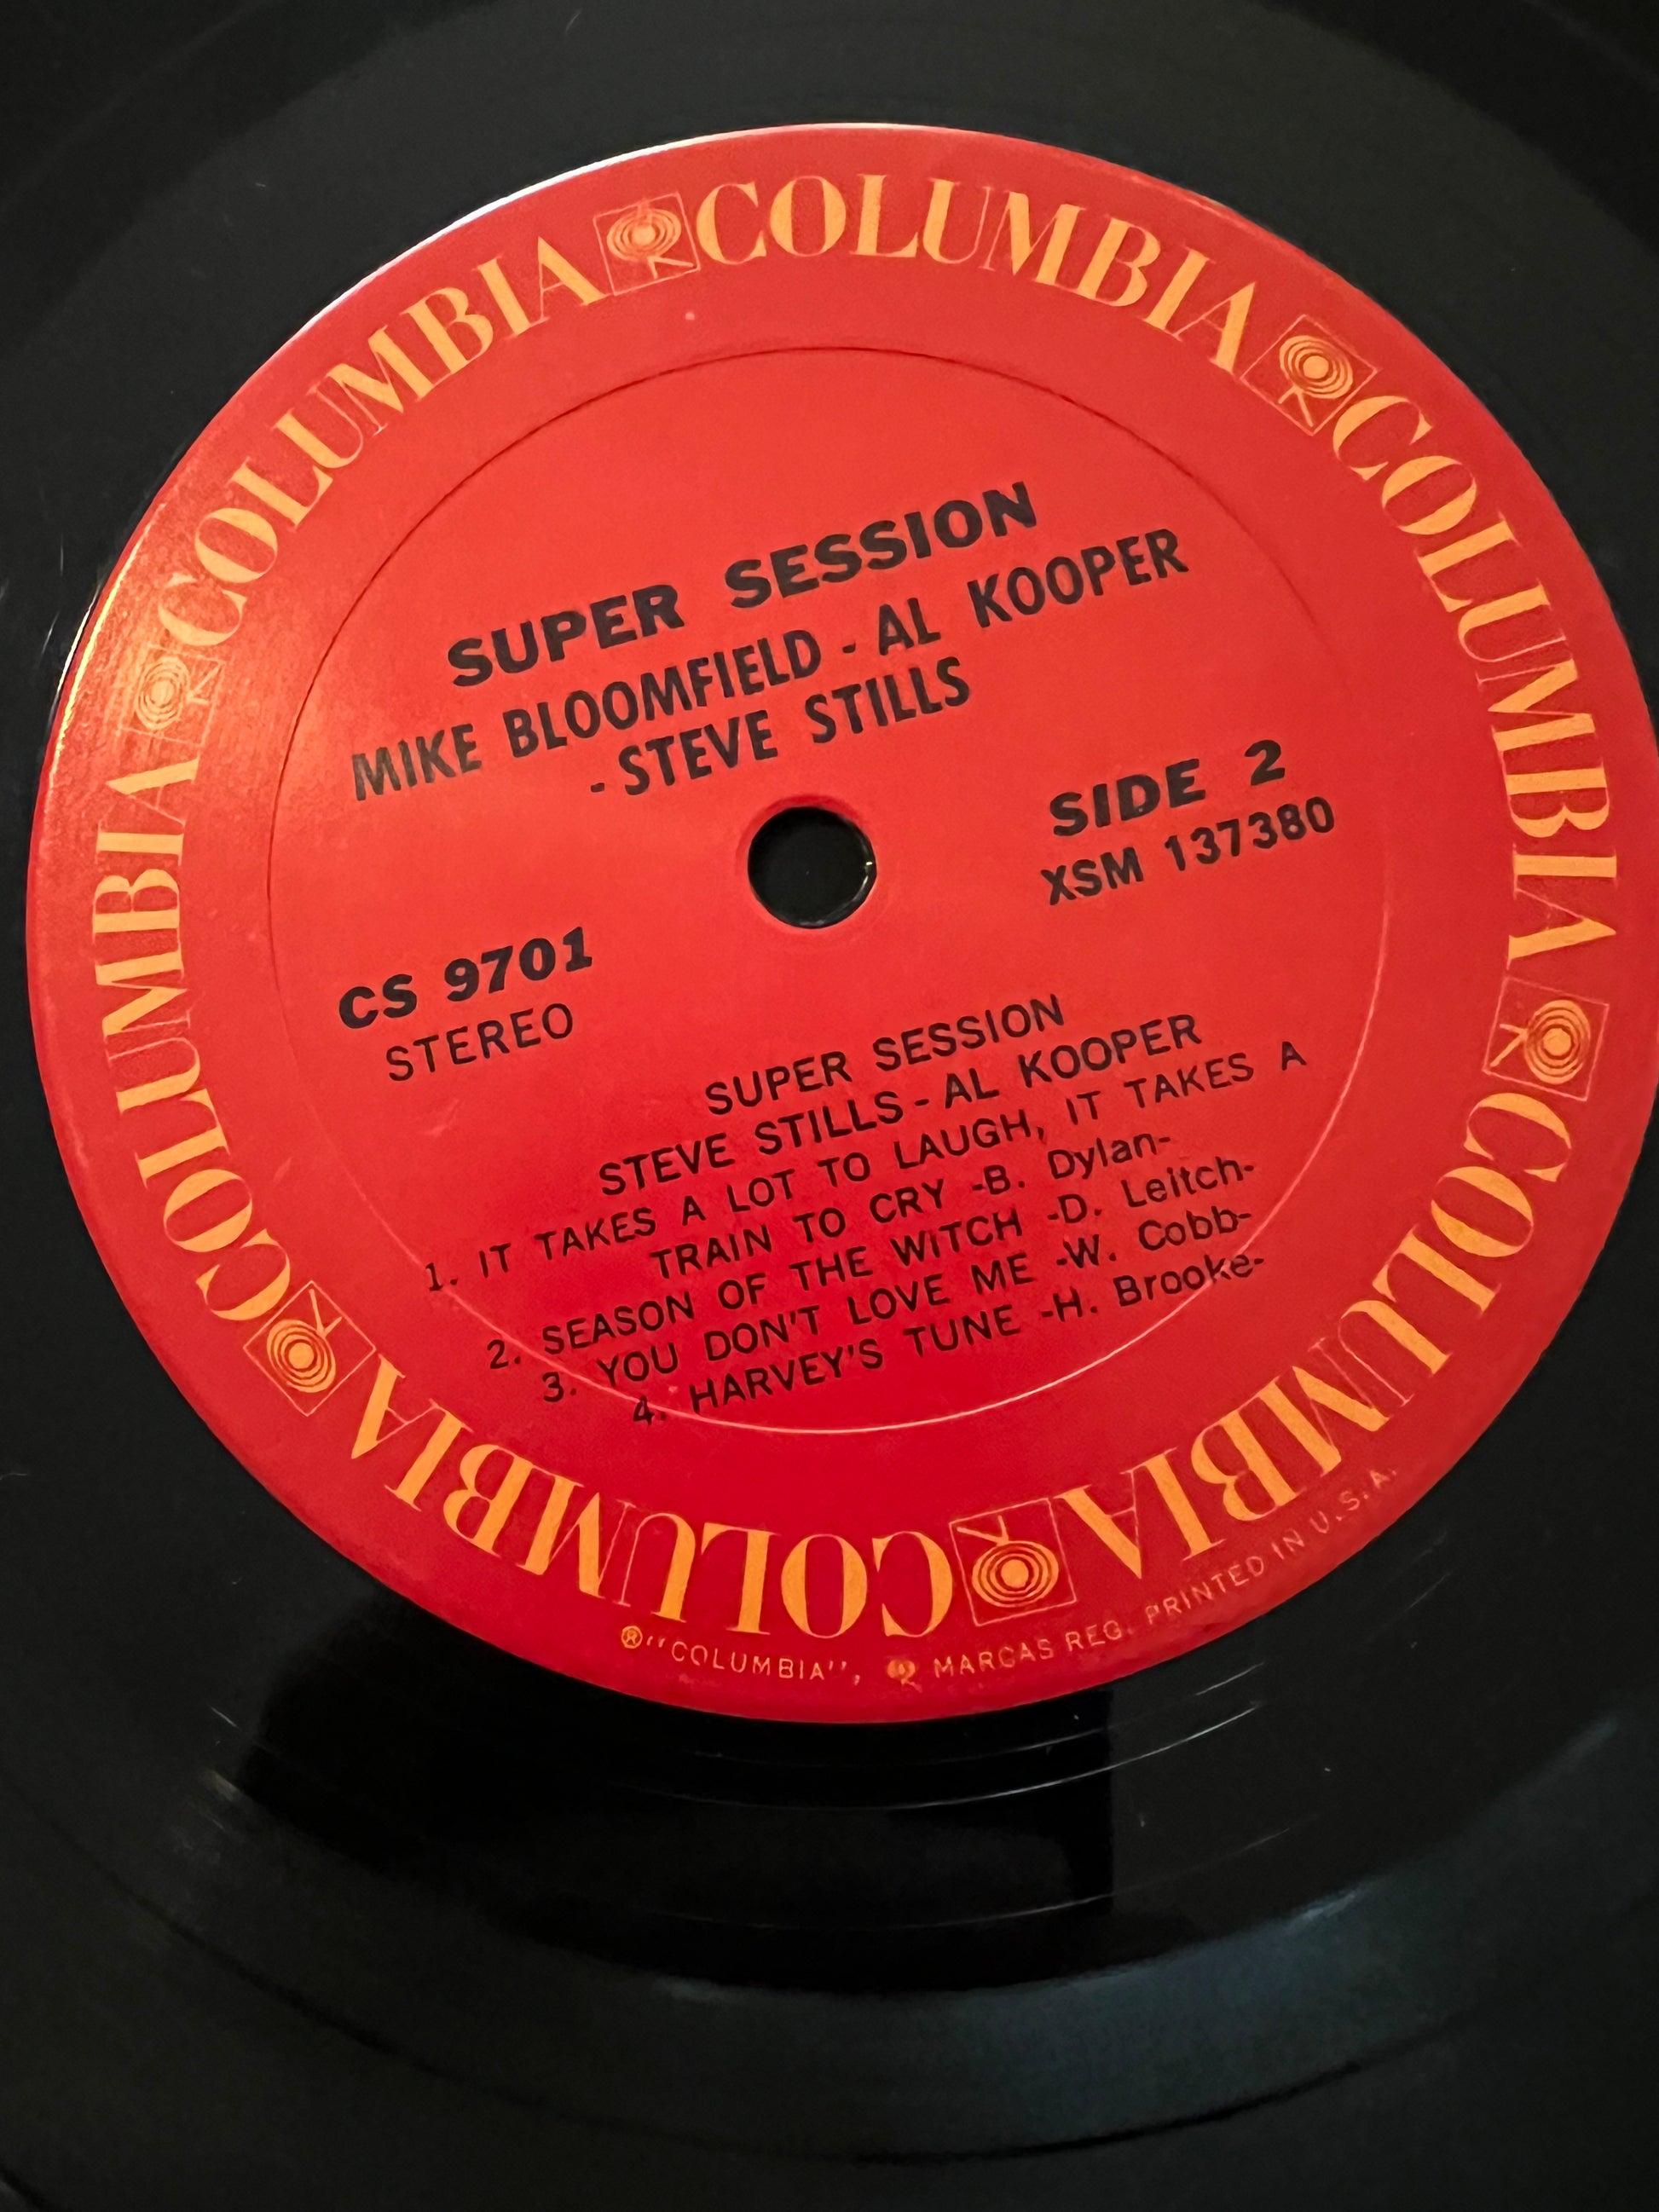 COLUMBIA COLUMBIA COLUMBIA COLUMBIA COLUMBIA COLUMBIA
SUPER SESSION
MIKE BLOOMFIELD - AL KOOPER
- STEVE STILLS
SIDE 2
XSM 137380
CS 9701
STEREO
SUPER SESSION
STEVE STILLS - AL KOOPER
1. IT TAKES A LOT TO LAUGH, IT TAKES A
TRAIN TO CRY -B. Dylan-
2. SEASON OF THE WITCH -D. Leitch-
3. YOU DON'T LOVE ME -W. Cobb-
4. HARVEY'S TUNE -H. Brooke-
® "COLUMBIA", MARCAS REG. PRINTED IN U.S.A.